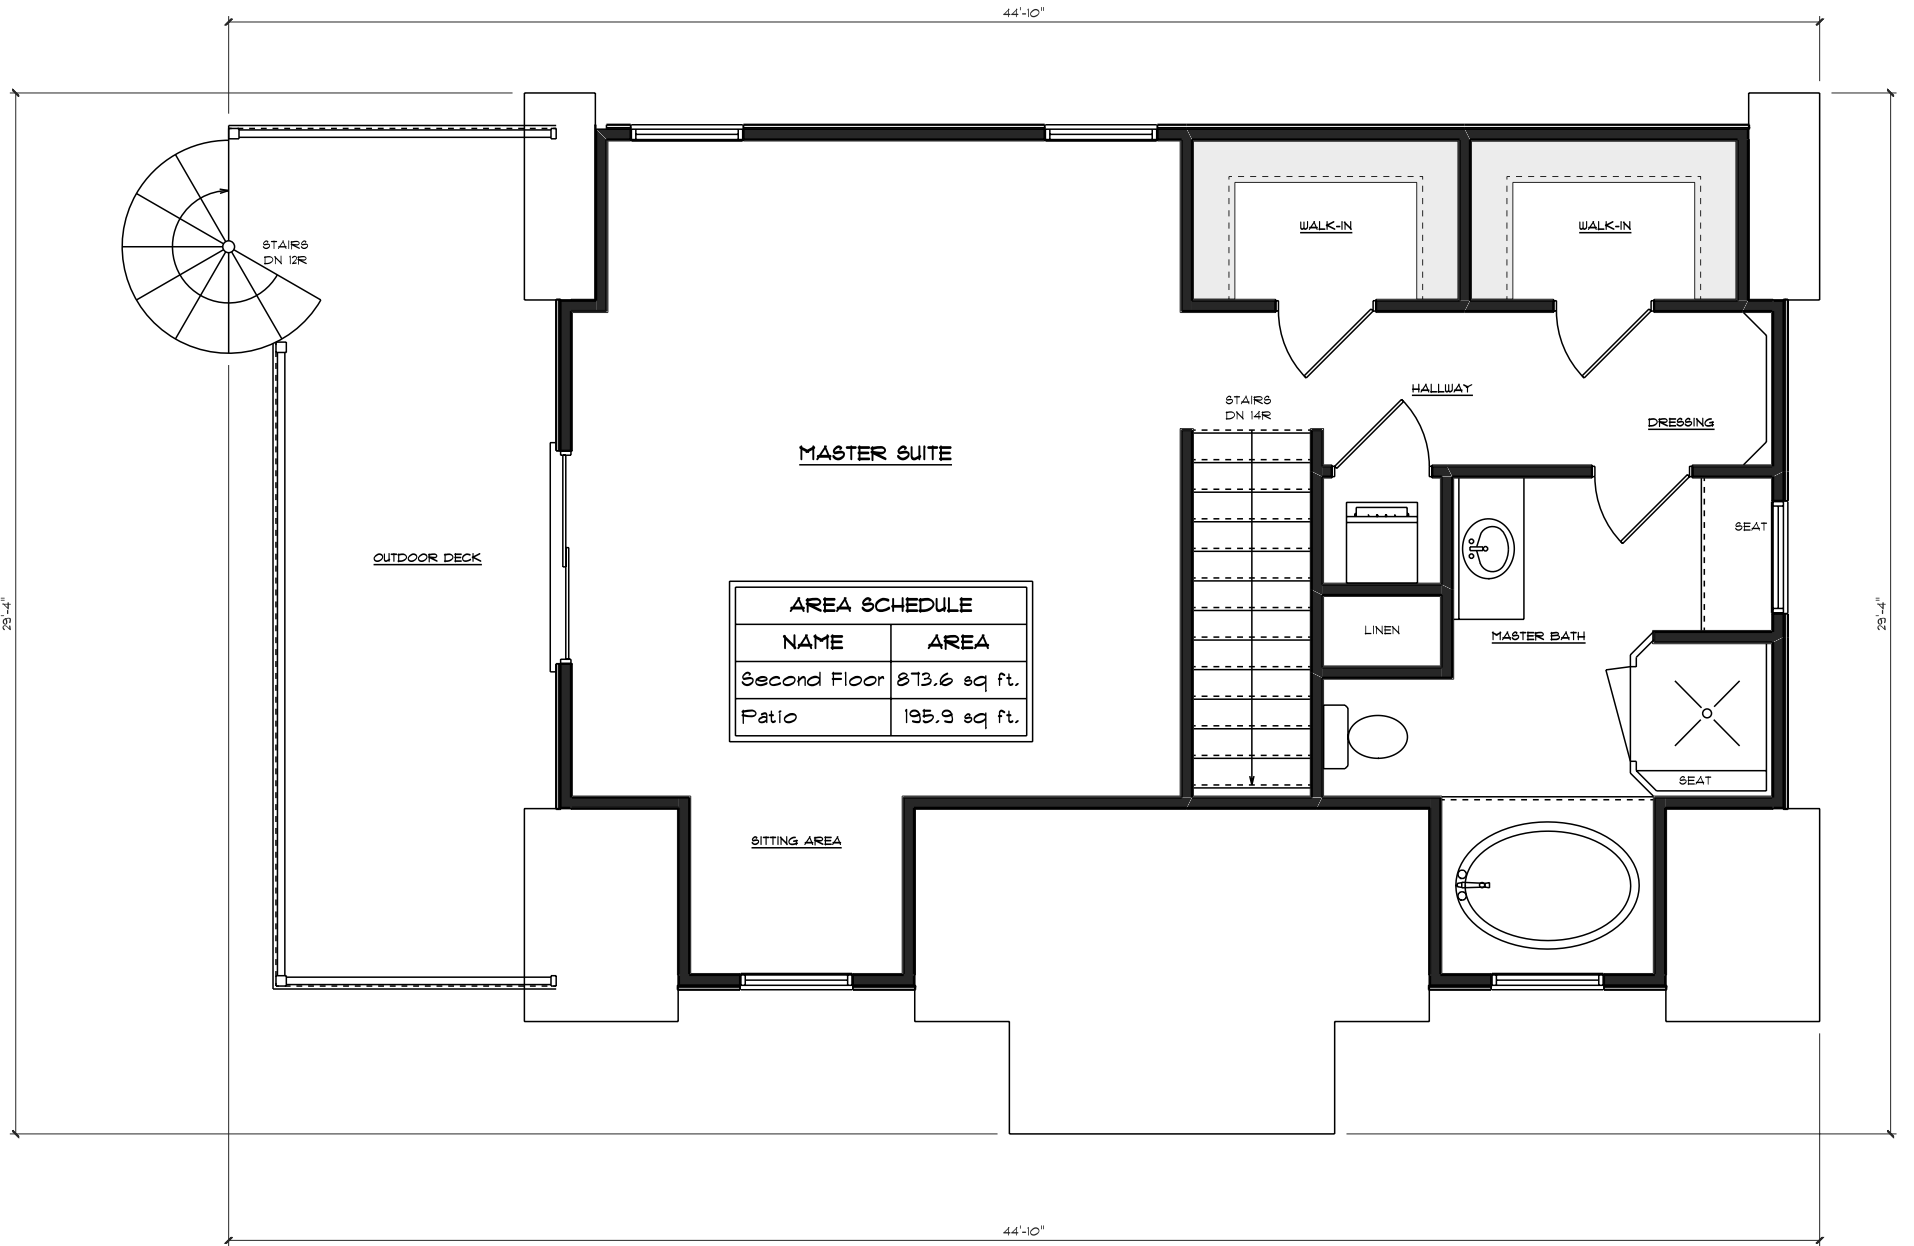 44'-10"
STAIRS
DN 12R
WALK-IN
WALK-IN
HALLWAY
STAIRS
DN 14R
DRESSING
MASTER SUITE
SEAT
OUTDOOR DECK
29'-4"
29'-4"
AREA SCHEDULE
NAME AREA
Second Floor 873.6 sq ft.
Patio 195.9 sq ft.
LINEN
MASTER BATH
SEAT
SITTING AREA
44'-10"